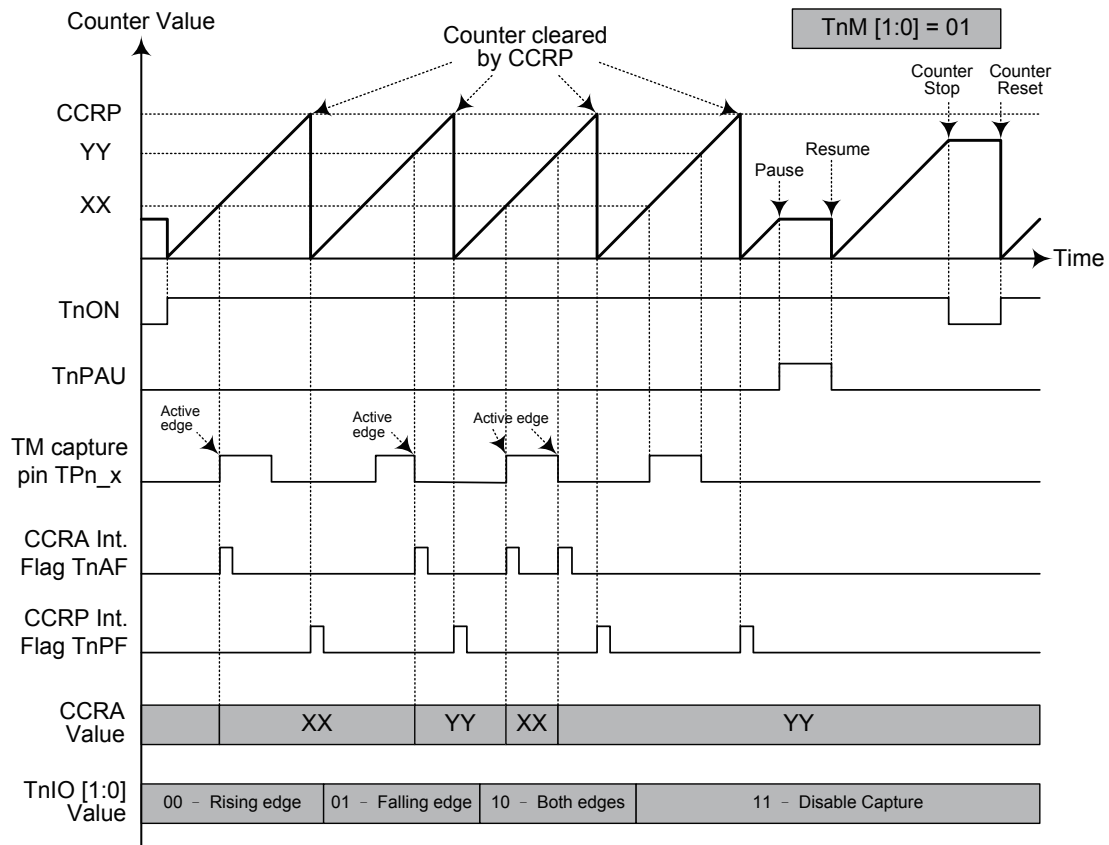 Counter Value
TnM [1:0] = 01
Counter cleared
by CCRP
Counter
Stop
Counter
Reset
CCRP
YY
XX
Pause
Resume
Time
TnON
TnPAU
Active
edge
Active
edge
Active edge
TM capture
pin TPn_x
CCRA Int.
Flag TnAF
CCRP Int.
Flag TnPF
CCRA
Value
XX
YY
XX
YY
TnIO [1:0]
Value
00 – Rising edge
01 – Falling edge
10 – Both edges
11 – Disable Capture